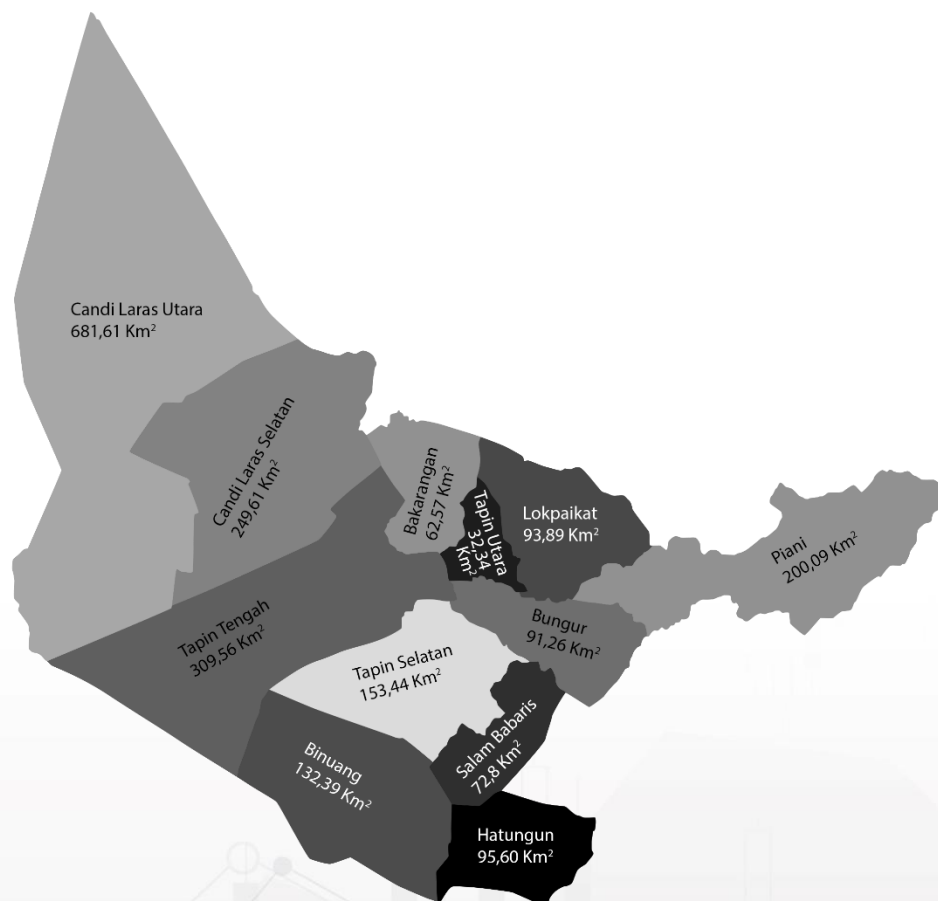 Candi Laras Utara
681,61 Km²
Candi Laras Selatan
249,61 Km²
Bakarangan
62,57 Km²
Tapin Utara
32,34
Km²
Lokpaikat
93,89 Km²
Piani
200,09 Km²
Tapin Tengah
309,56 Km²
Bungur
91,26 Km²
Tapin Selatan
153,44 Km²
Salam Babaris
72,8 Km²
Binuang
132,39 Km²
Hatungun
95,60 Km²